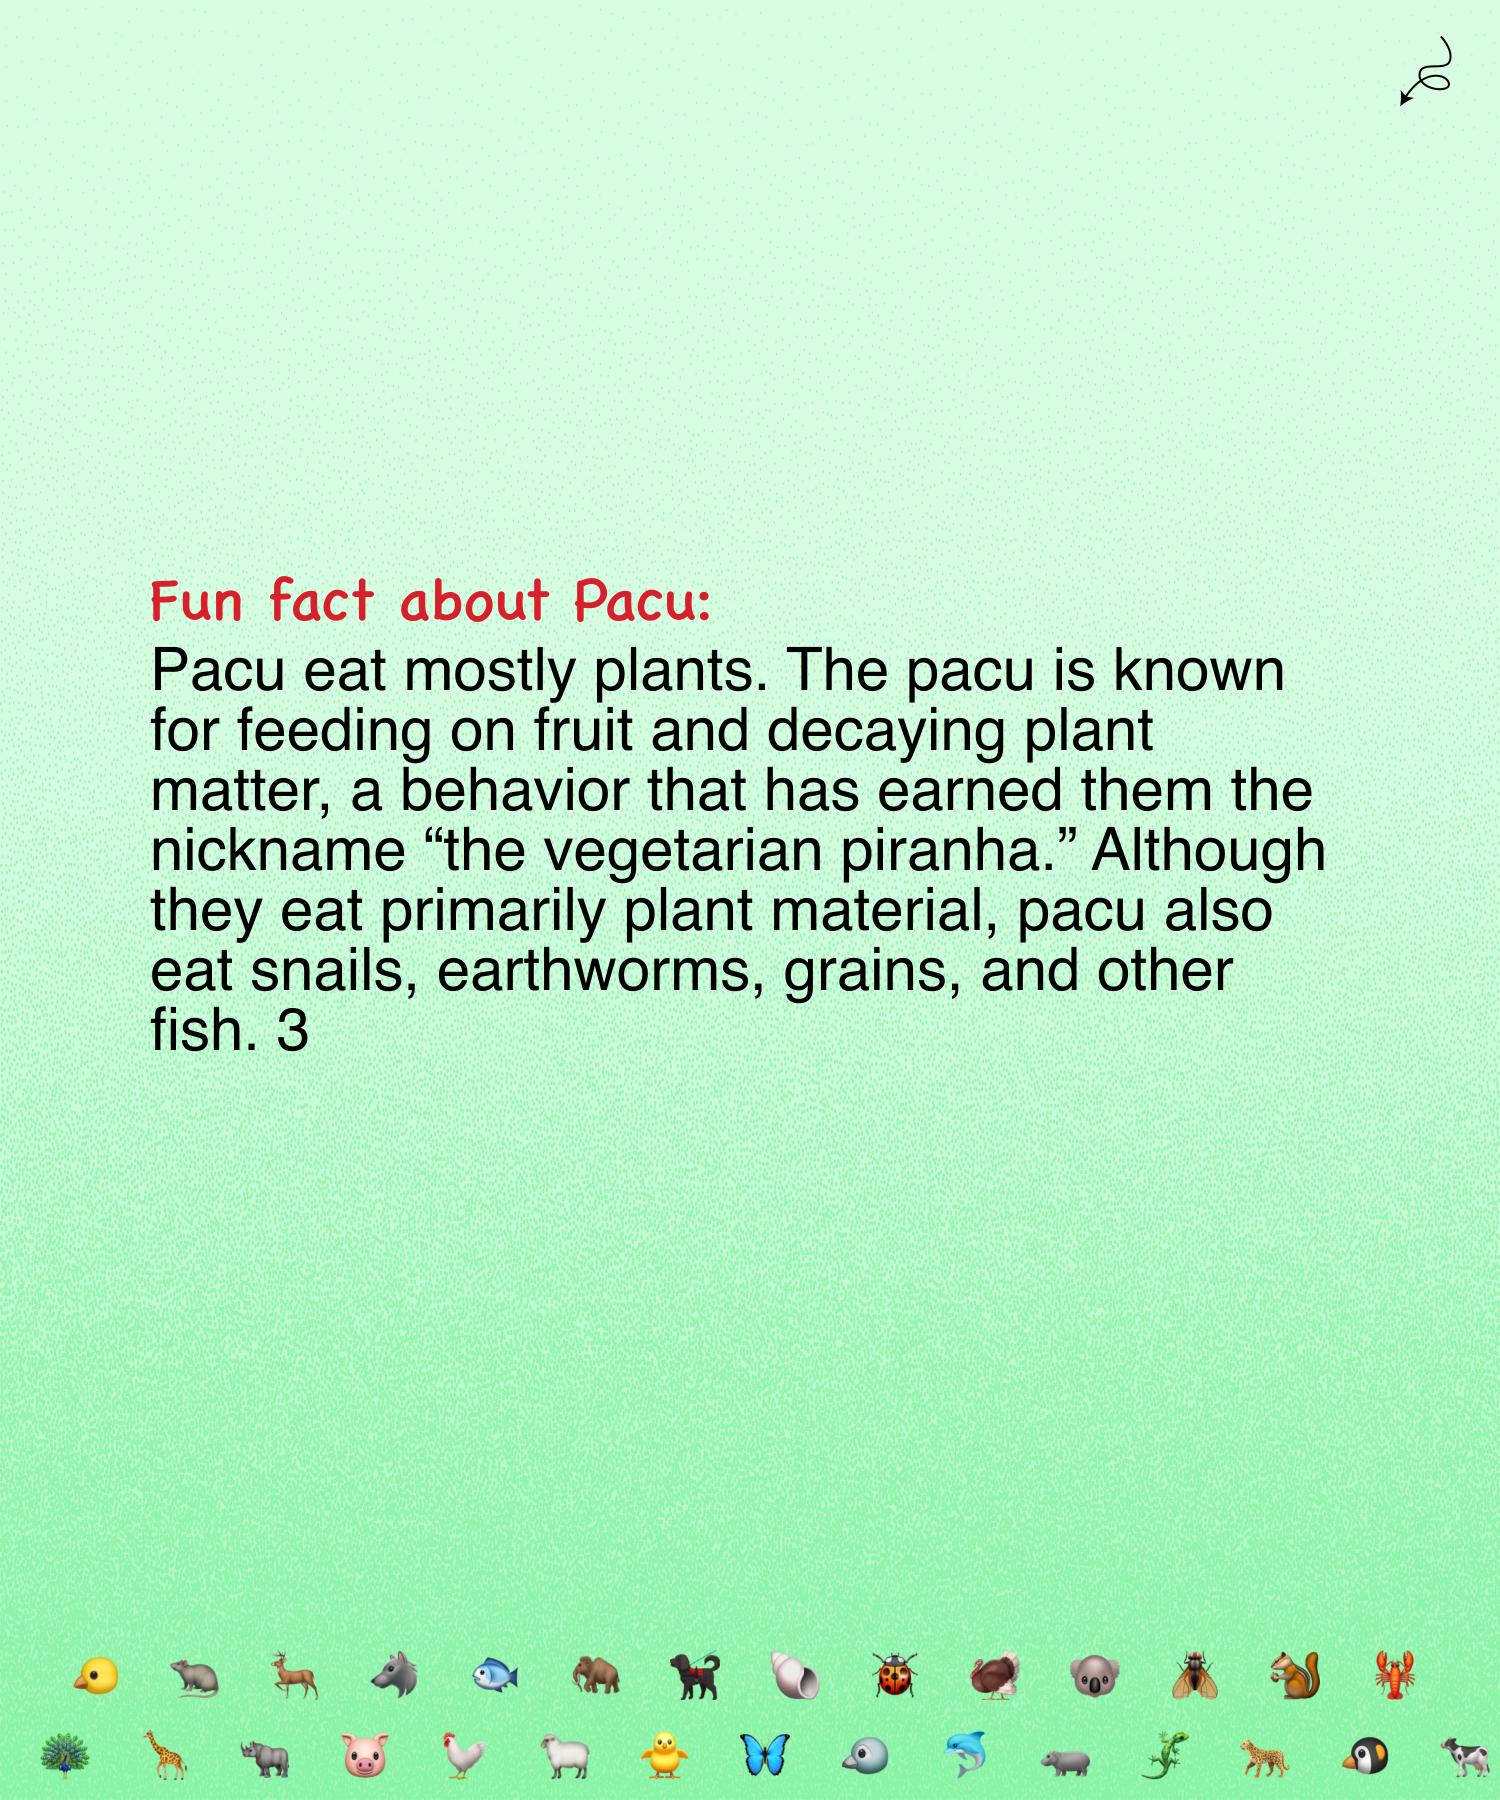 Fun fact about Pacu:
Pacu eat mostly plants. The pacu is known
for feeding on fruit and decaying plant
matter, a behavior that has earned them the
nickname “the vegetarian piranha.” Although
they eat primarily plant material, pacu also
eat snails, earthworms, grains, and other
fish. 3